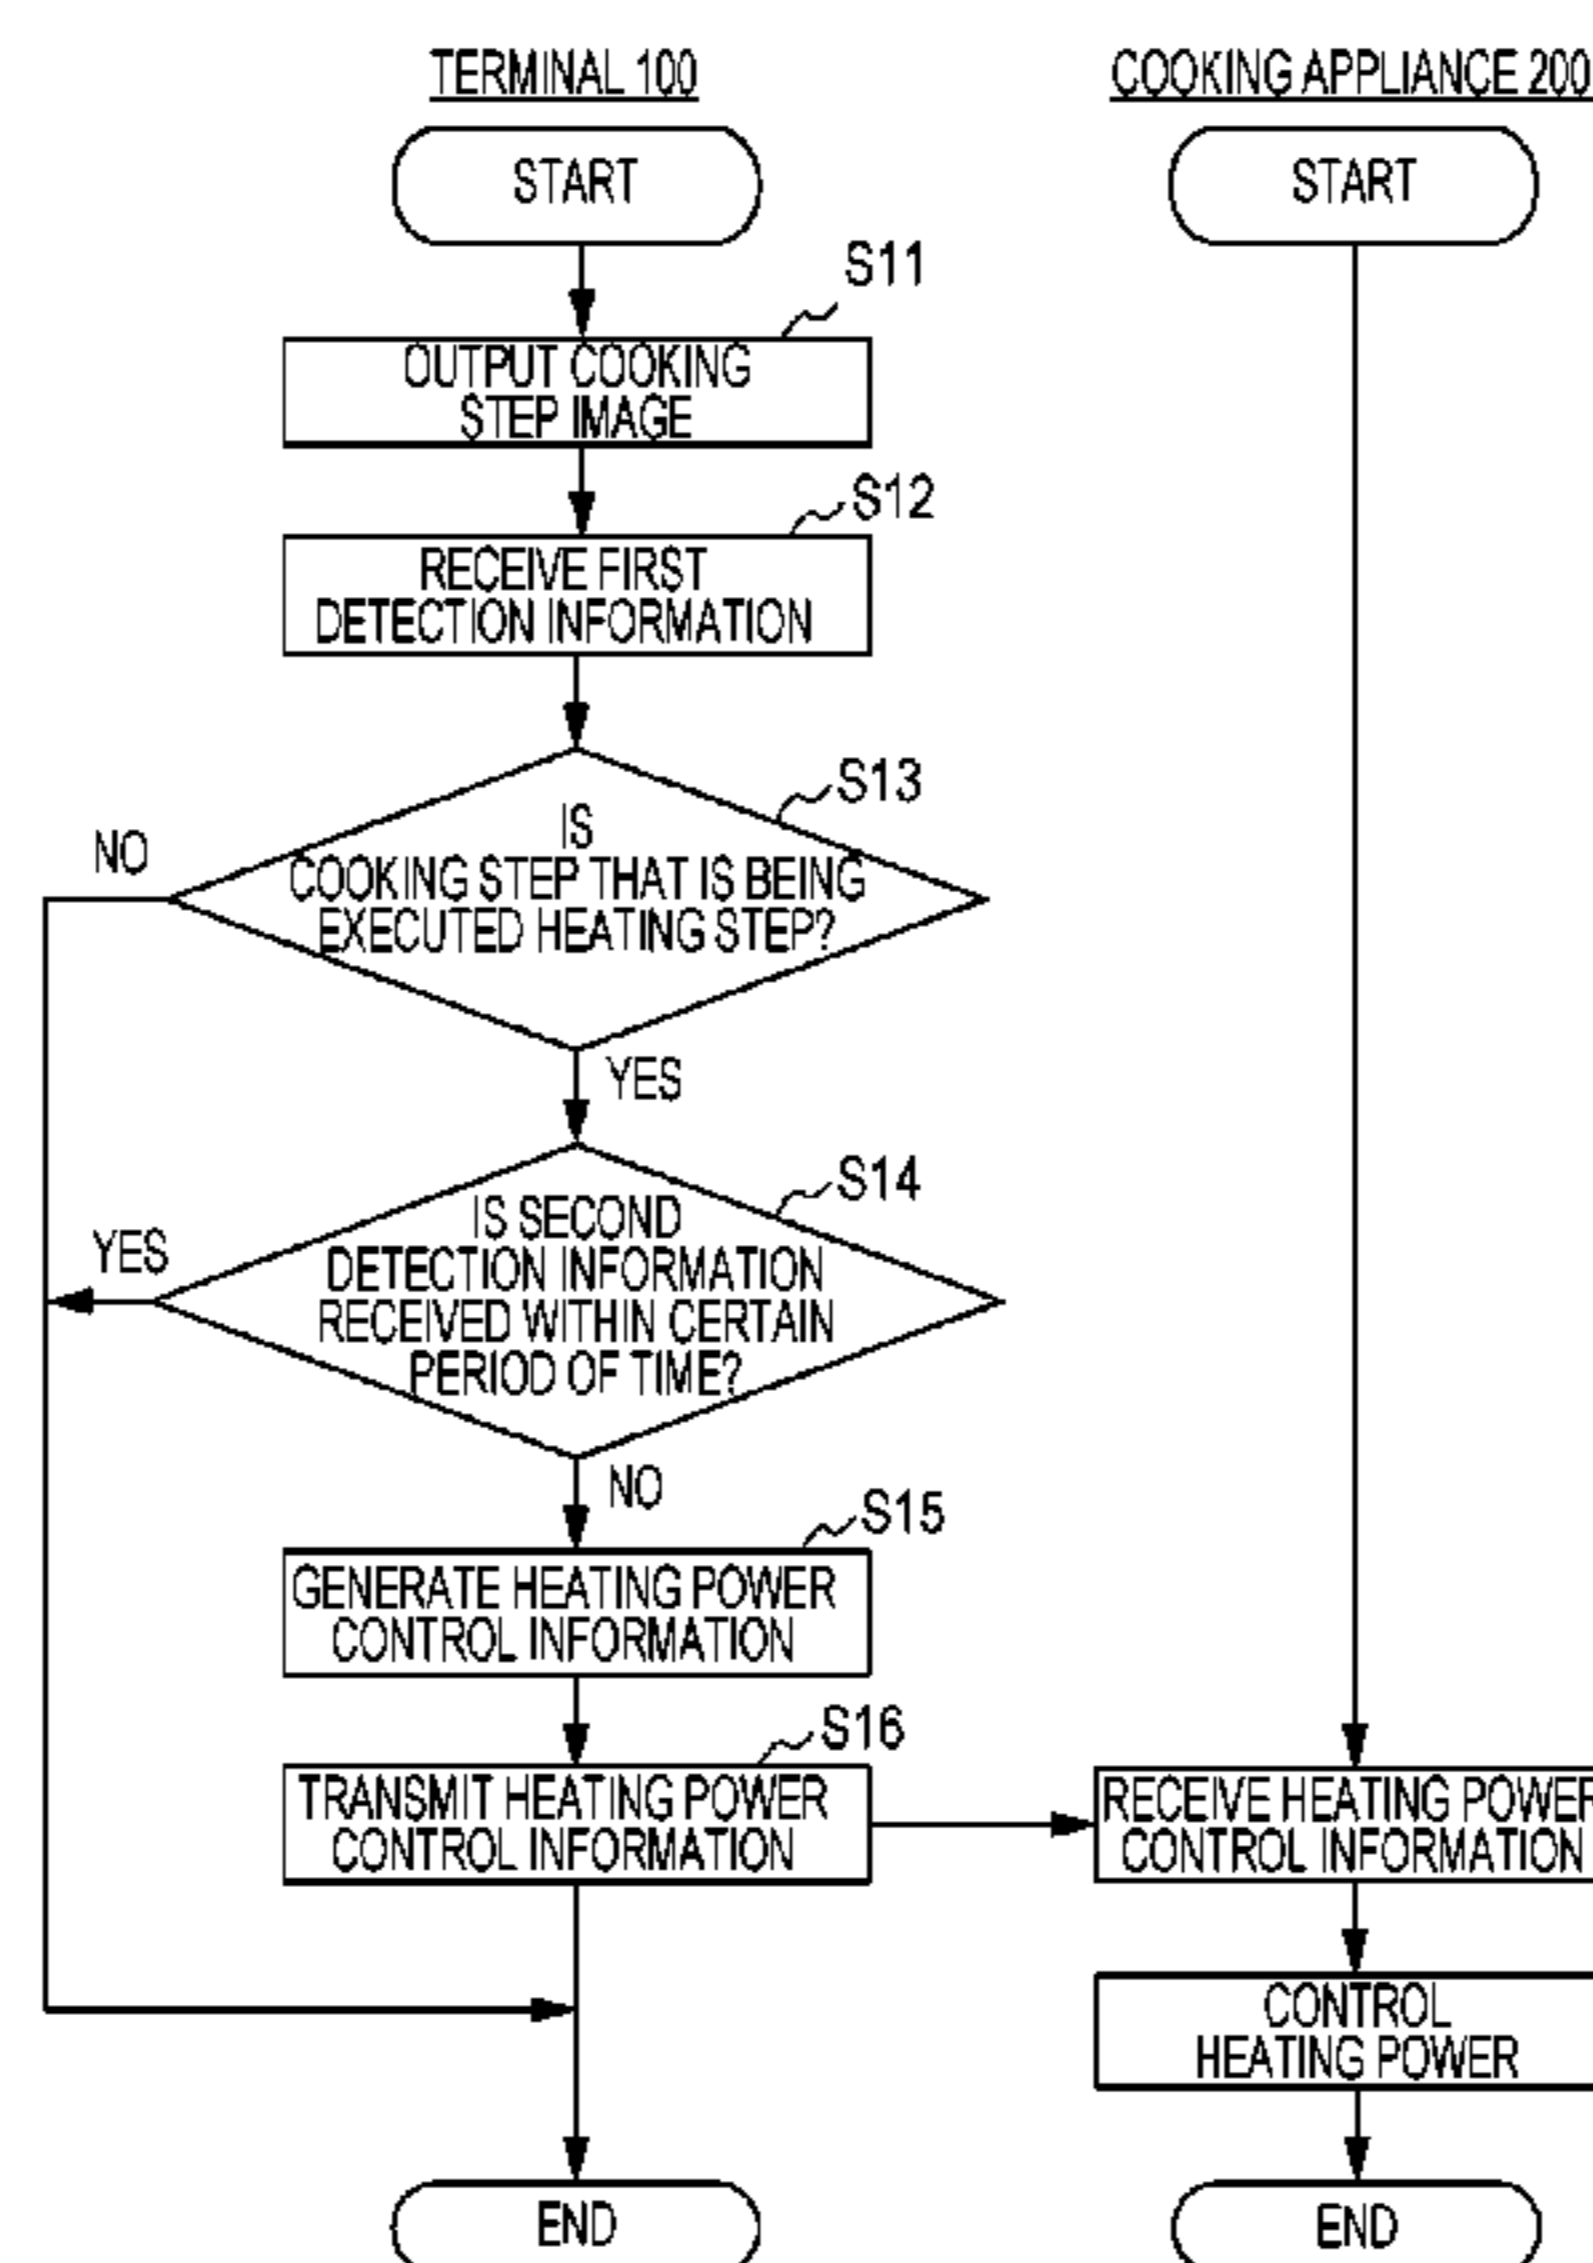 TERMINAL 100
START
S11
OUTPUT COOKING
STEP IMAGE
S12
RECEIVE FIRST
DETECTION INFORMATION
S13
IS
COOKING STEP THAT IS BEING
EXECUTED HEATING STEP?
NO
YES
S14
IS SECOND
DETECTION INFORMATION
RECEIVED WITHIN CERTAIN
PERIOD OF TIME?
YES
NO
S15
GENERATE HEATING POWER
CONTROL INFORMATION
S16
TRANSMIT HEATING POWER
CONTROL INFORMATION
END
COOKING APPLIANCE 200
START
RECEIVE HEATING POWER
CONTROL INFORMATION
CONTROL
HEATING POWER
END